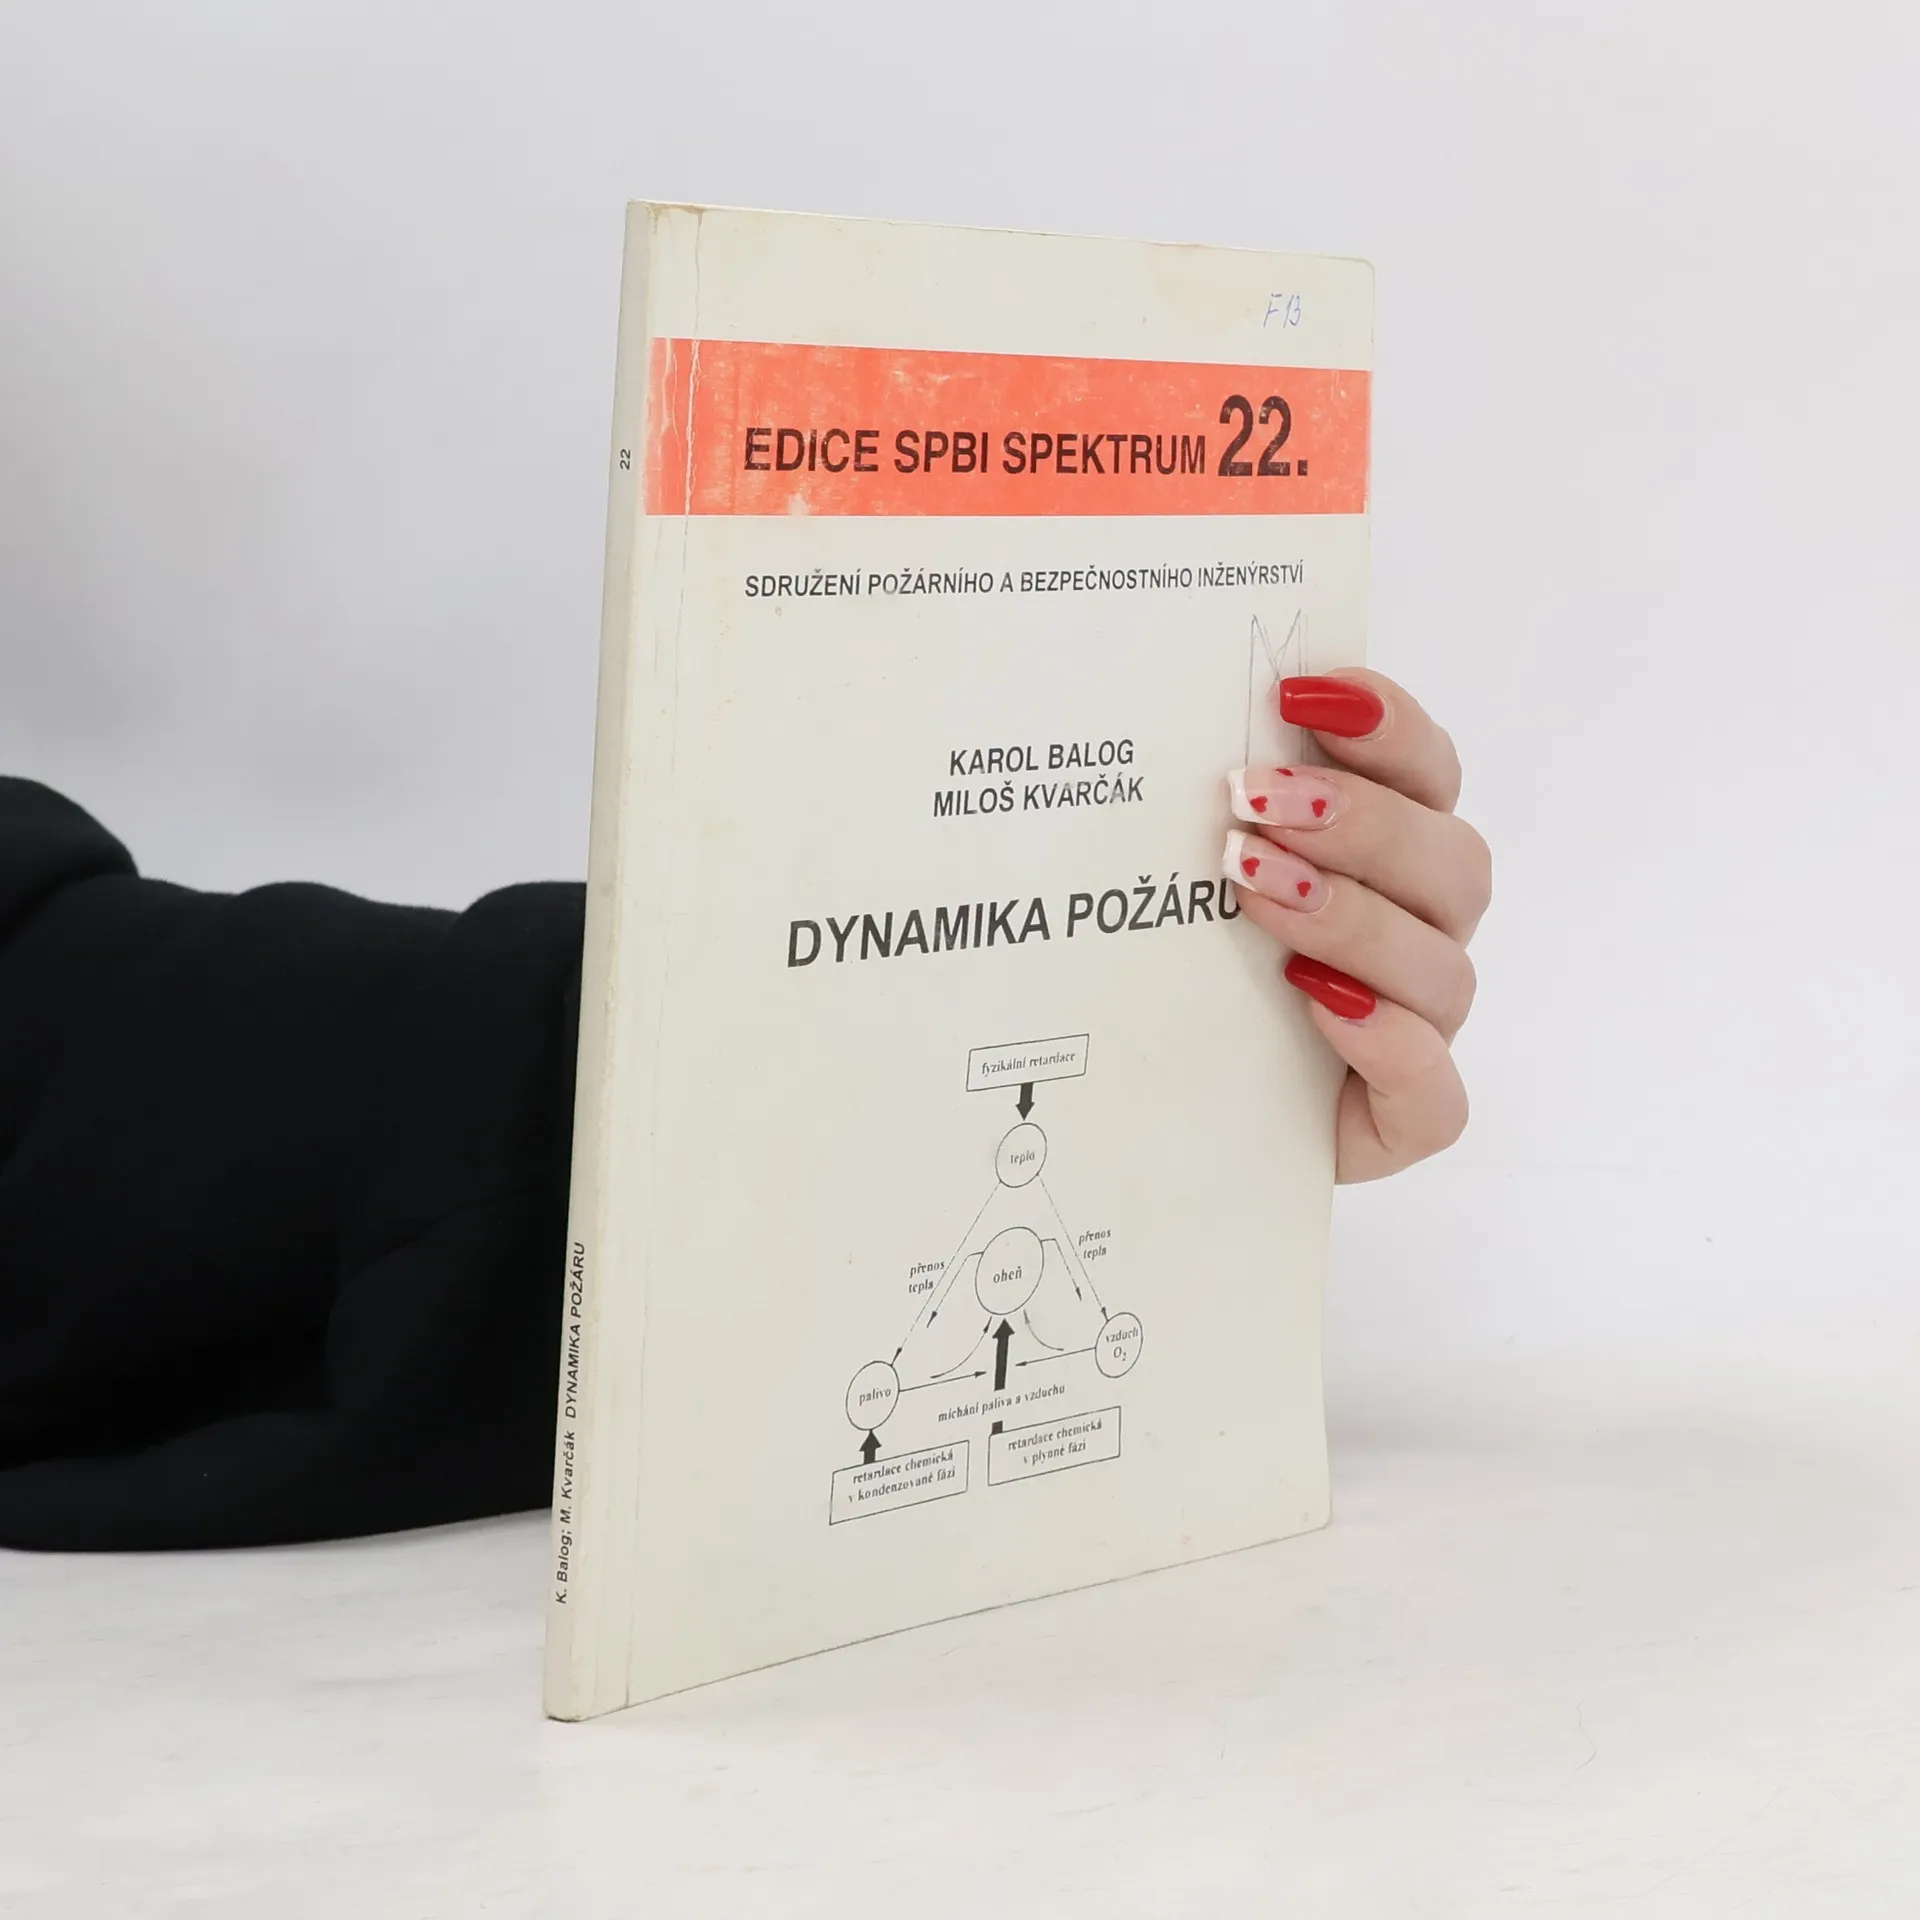 F13
EDICE SPBI SPEKTRUM 22.
SDRUŽENÍ POŽÁRNÍHO A BEZPEČNOSTNÍHO INŽENÝRSTVÍ
KAROL BALOG
MILOŠ KVARČÁK
DYNAMIKA POŽÁRU
fyzikální retardace
teplo
přenos
tepla
přenos
tepla
oheň
vzduch
O₂
palivo
míchání paliva a vzduchu
retardace chemická
v kondenzované fázi
retardace chemická
v plynné fázi
22
K. Balog; M. Kvarčák DYNAMIKA POŽÁRU